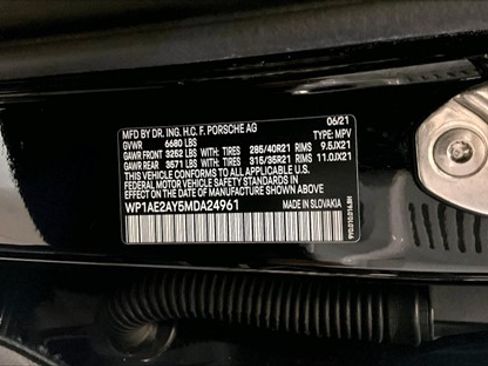 MFD BY DR. ING. H.C. F. PORSCHE AG 06/21
GVWR 6680 LBS TYPE: MPV
GAWR FRONT 3252 LBS WITH: TIRES 285/40R21 RIMS 9.5JX21
GAWR REAR 3571 LBS WITH: TIRES 315/35R21 RIMS 11.0JX21
THIS VEHICLE CONFORMS TO ALL APPLICABLE U.S.
FEDERAL MOTOR VEHICLE SAFETY STANDARDS IN
EFFECT ON THE DATE OF MANUFACTURE SHOWN ABOVE
WP1AE2AY5MDA24961 MADE IN SLOVAKIA